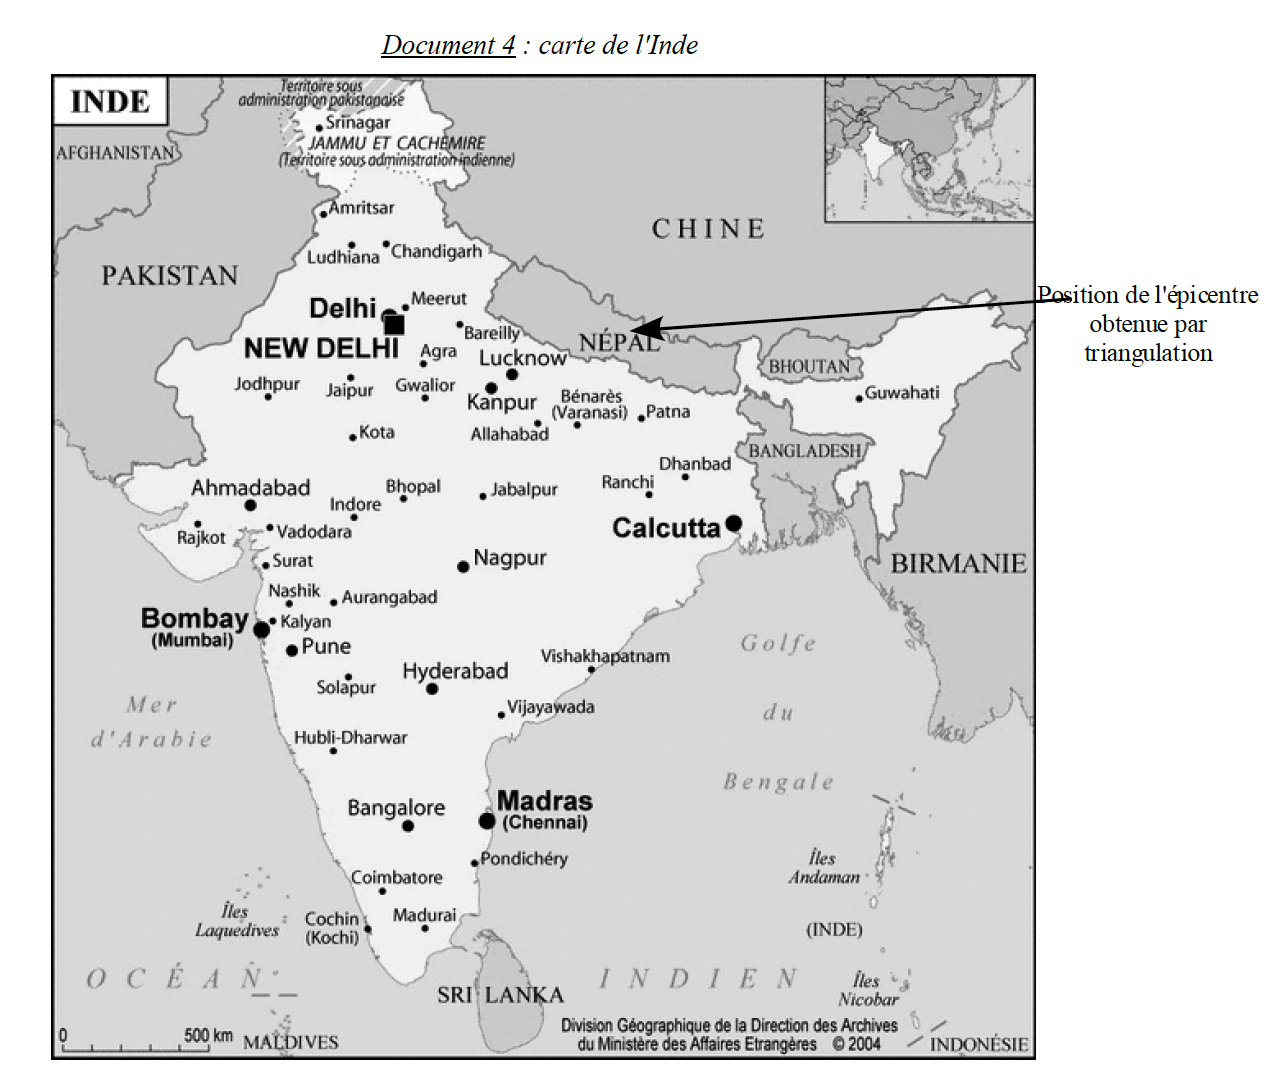 Document 4 : carte de l'Inde
INDE
Territoire sous
administration pakistanaise
Srinagar
JAMMU ET CACHEMIRE
(Territoire sous administration indienne)
AFGHANISTAN
Amritsar
CHINE
Ludhiana
Chandigarh
PAKISTAN
Position de l'épicentre
obtenue par
triangulation
Delhi
Meerut
NEW DELHI
Bareilly
NÉPAL
Agra
Lucknow
BHOUTAN
Jodhpur
Jaipur
Gwalior
Kanpur
Bénarès
(Varanasi)
Patna
Guwahati
Kota
Allahabad
BANGLADESH
Dhanbad
Ranchi
Ahmadabad
Bhopal
Jabalpur
Indore
Rajkot
Vadodara
Calcutta
Surat
Nagpur
BIRMANIE
Nashik
Aurangabad
Bombay
(Mumbai)
Kalyan
Pune
Golfe
du
Bengale
Vishakhapatnam
Hyderabad
Solapur
Mer
d'Arabie
Vijayawada
Hubli-Dharwar
Bangalore
Madras
(Chennai)
Pondichéry
Îles
Andaman
(INDE)
Coimbatore
Îles
Laquedives
Cochin
(Kochi)
Madurai
OCÉAN
INDIEN
Îles
Nicobar
SRI LANKA
0
500 km
MALDIVES
Division Géographique de la Direction des Archives
du Ministère des Affaires Etrangères © 2004
INDONÉSIE